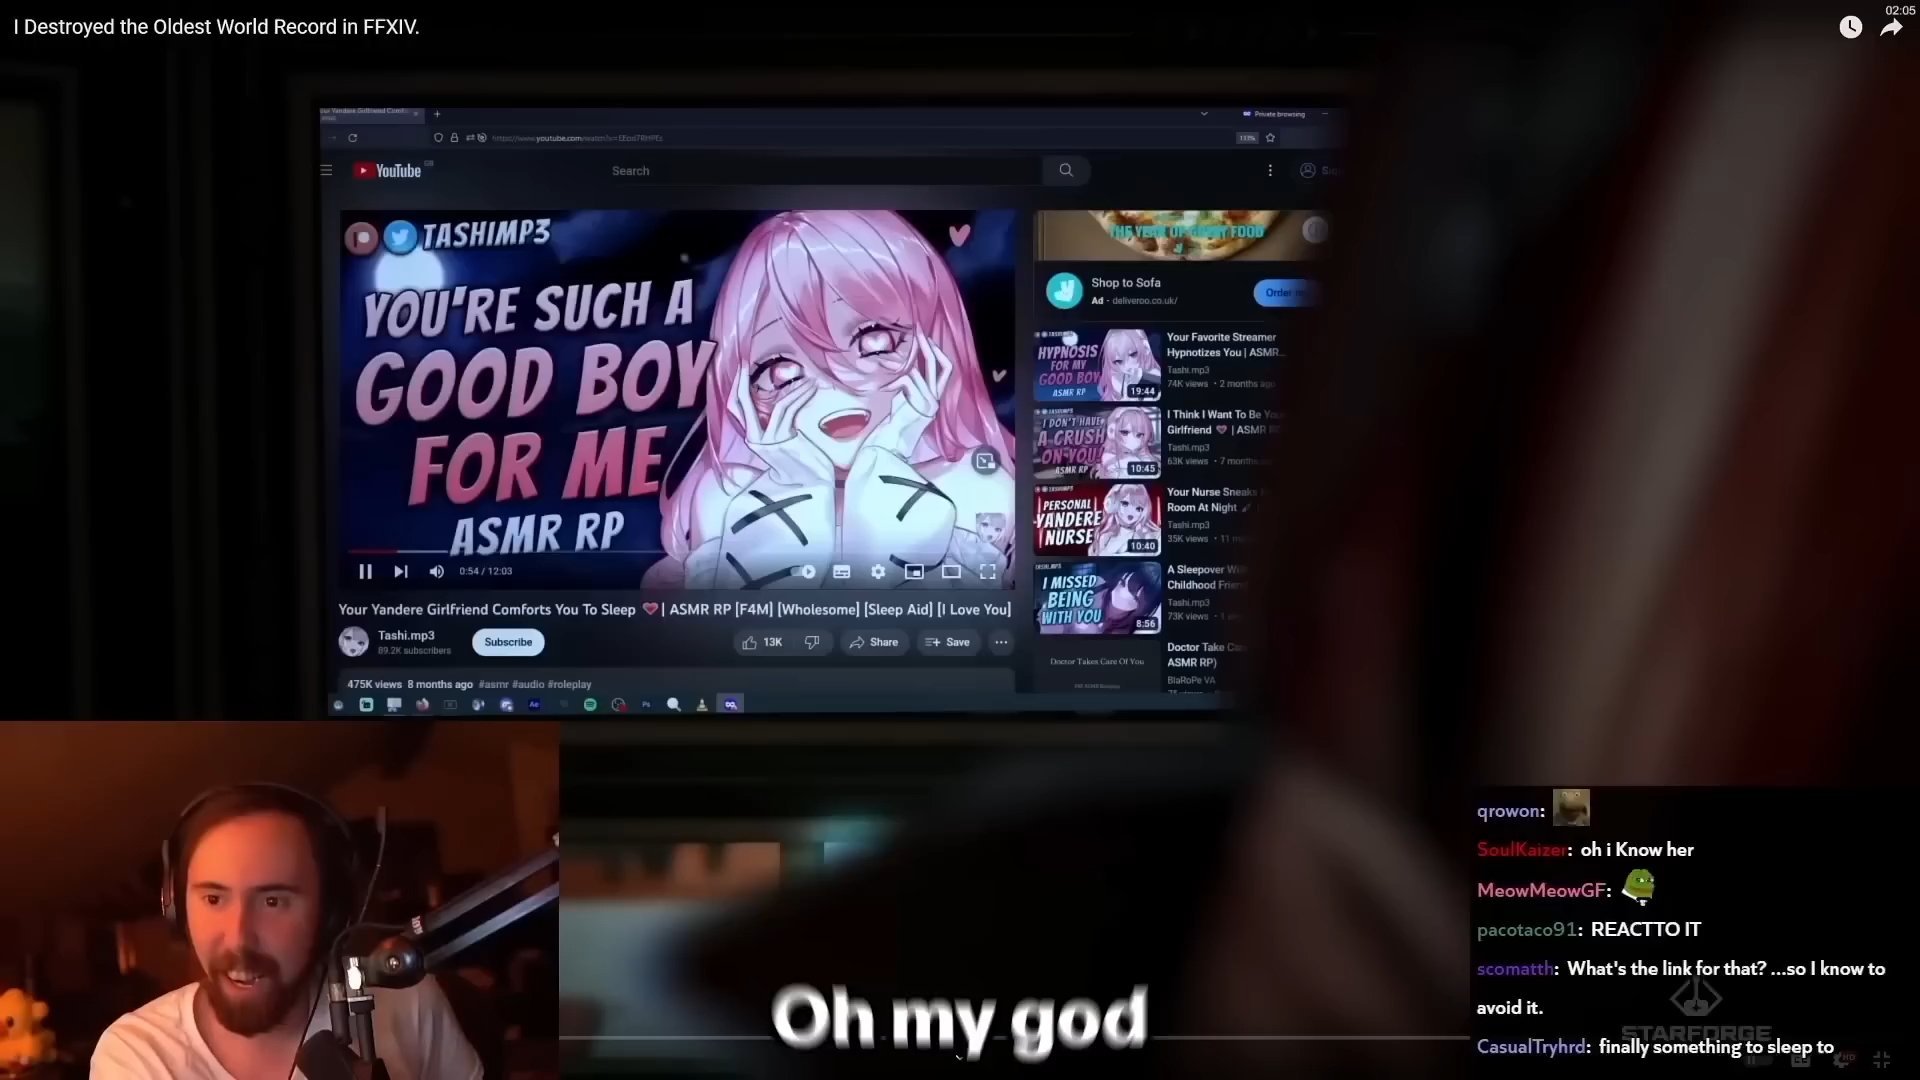 I Destroyed the Oldest World Record in FFXIV.
02:05
Private browsing
133%
YouTube GB
Search
TASHIMP3
YOU'RE SUCH A
GOOD BOY
FOR ME
ASMR RP
0:54 / 12:03
Your Yandere Girlfriend Comforts You To Sleep | ASMR RP [F4M] [Wholesome] [Sleep Aid] [I Love You]
Tashi.mp3
89.2K subscribers
Subscribe
13K
Share
Save
475K views 8 months ago #asmr #audio #roleplay
Shop to Sofa
Ad · deliveroo.co.uk/
Order
HYPNOSIS
FOR MY
GOOD BOY
ASMR RP
19:44
Your Favorite Streamer
Hypnotizes You | ASMR...
Tashi.mp3
74K views · 2 months ago
I DON'T HAVE
A CRUSH
ON YOU!
ASMR RP
10:45
I Think I Want To Be
Girlfriend | ASMR
Tashi.mp3
63K views · 7 months
PERSONAL
YANDERE
NURSE
10:40
Your Nurse Sneaks
Room At Night
Tashi.mp3
35K views · 11
I MISSED
BEING
WITH YOU
8:56
A Sleepover
Childhood
Tashi.mp3
73K views
Doctor Takes Care Of You
Doctor Take
ASMR RP)
BlaRoPe VA
Ae
Ps
qrowon:
SoulKaizer: oh i Know her
MeowMeowGF:
pacotaco91: REACTTO IT
scomatth: What's the link for that? ...so I know to
avoid it.
STARFORGE
CasualTryhrd: finally something to sleep to
Oh my god